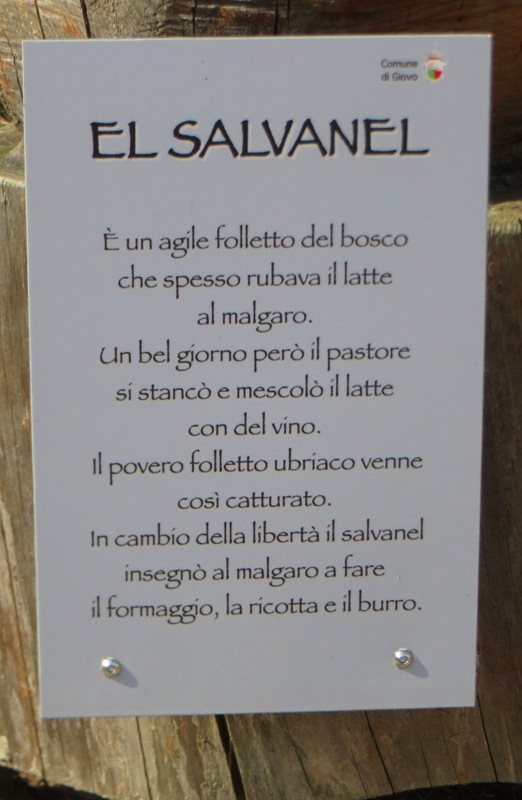 Comune
di Giovo
EL SALVANEL
È un agile folletto del bosco
che spesso rubava il latte
al malgaro.
Un bel giorno però il pastore
si stancò e mescolò il latte
con del vino.
Il povero folletto ubriaco venne
così catturato.
In cambio della libertà il salvanel
insegnò al malgaro a fare
il formaggio, la ricotta e il burro.